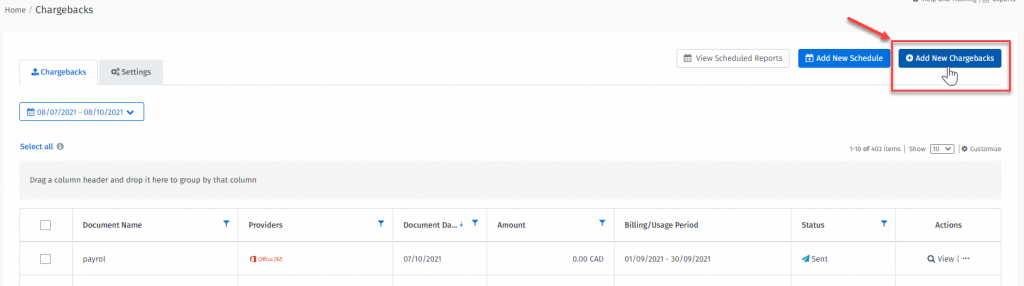 Help and Training | Exports
Home / Chargebacks
View Scheduled Reports
Add New Schedule
Add New Chargebacks
Chargebacks
Settings
08/07/2021 - 08/10/2021
Select all
1-10 of 403 items | Show 10 | Customize
Drag a column header and drop it here to group by that column
Document Name Providers Document Da... Amount Billing/Usage Period Status Actions
payrol Office 365 07/10/2021 0.00 CAD 01/09/2021 - 30/09/2021 Sent View | ...